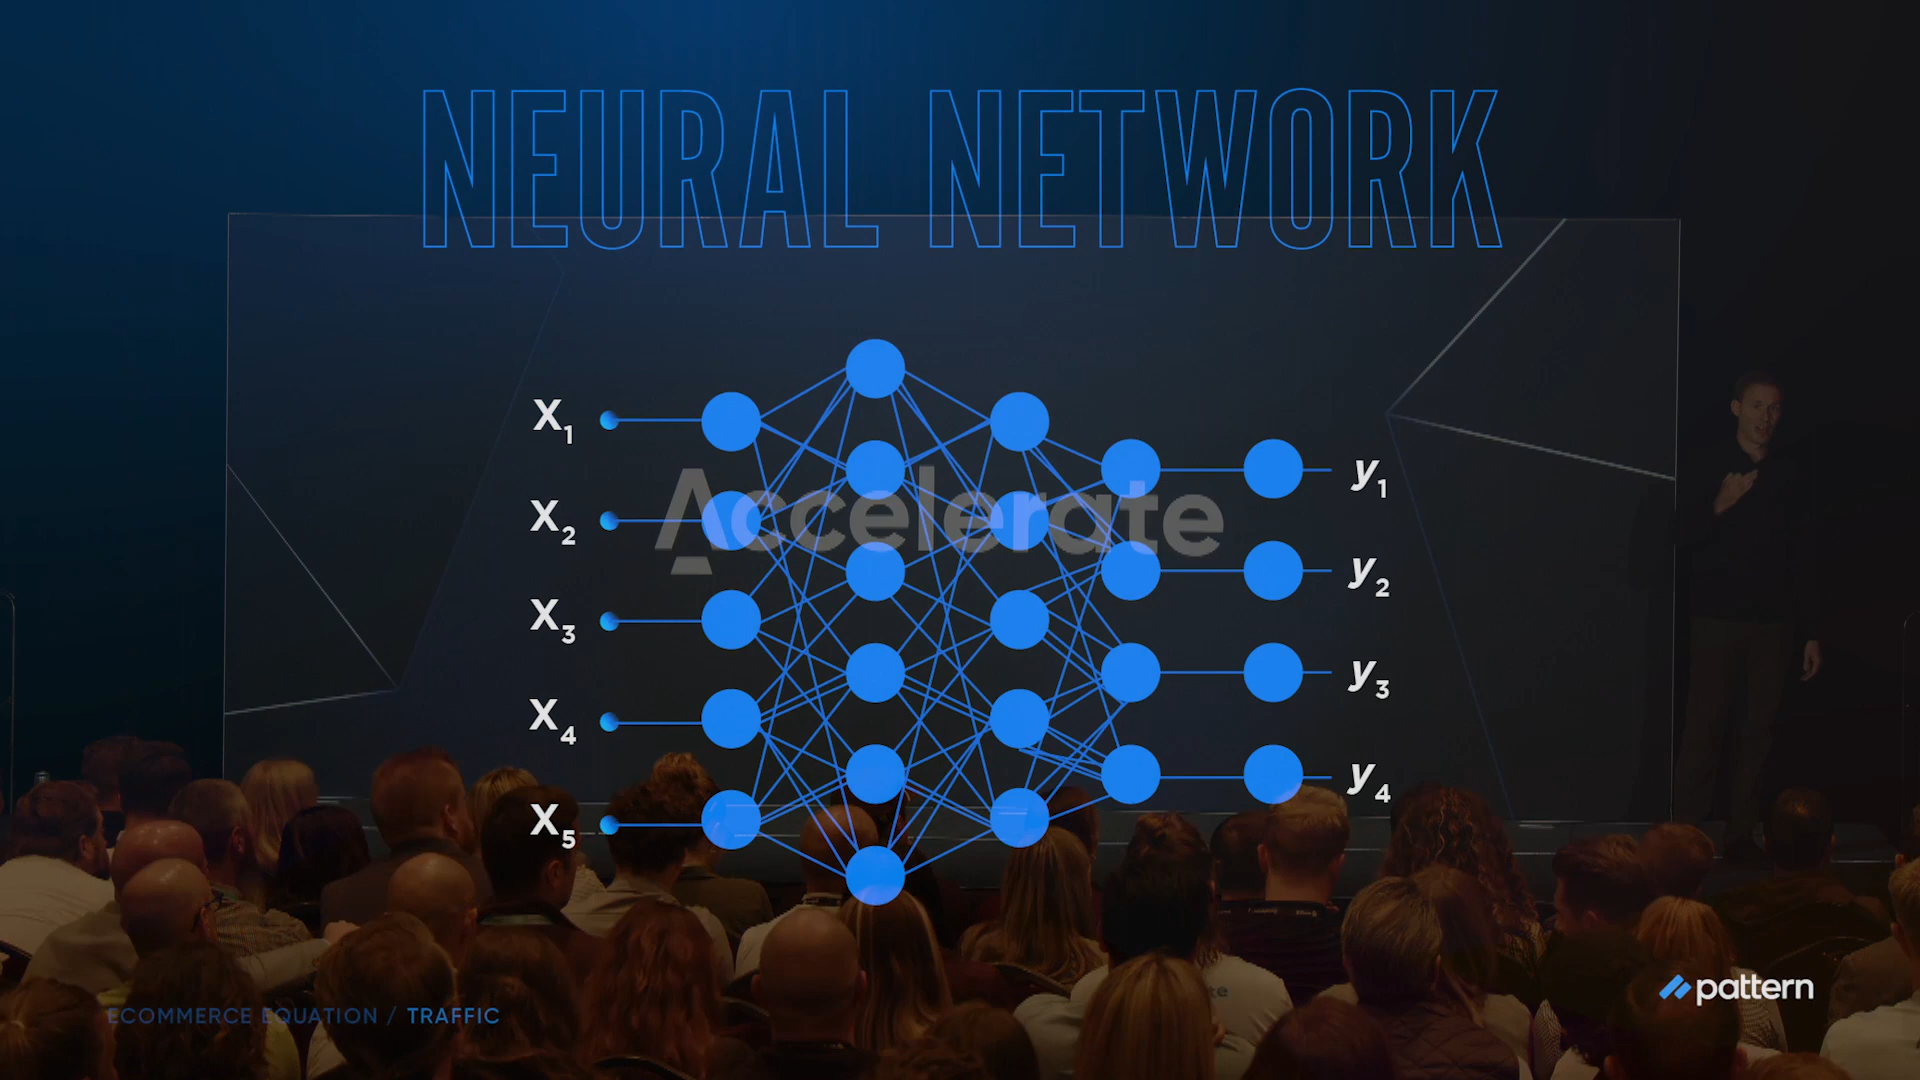 NEURAL NETWORK
X1
X2
X3
X4
X5
Accelerate
y1
y2
y3
y4
pattern
ECOMMERCE EQUATION / TRAFFIC